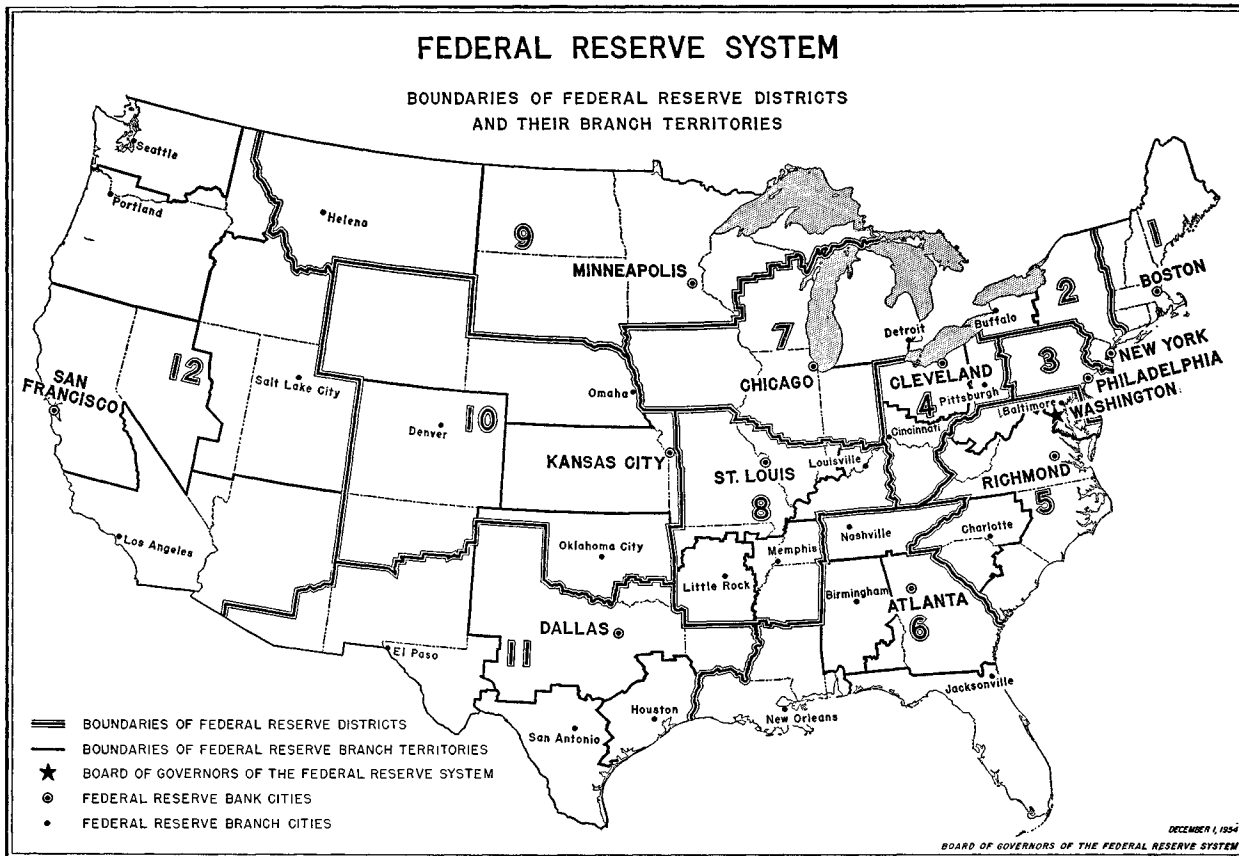 FEDERAL RESERVE SYSTEM
BOUNDARIES OF FEDERAL RESERVE DISTRICTS
AND THEIR BRANCH TERRITORIES
Seattle
Portland
Helena
9
MINNEAPOLIS
1
BOSTON
2
Buffalo
Detroit
7
CHICAGO
3
NEW YORK
PHILADELPHIA
WASHINGTON
CLEVELAND
4
Pittsburgh
Baltimore
Cincinnati
12
SAN
FRANCISCO
Salt Lake City
Omaha
Denver
10
KANSAS CITY
ST. LOUIS
8
Louisville
RICHMOND
5
Los Angeles
Oklahoma City
Little Rock
Memphis
Nashville
Charlotte
Birmingham
ATLANTA
6
DALLAS
11
El Paso
Houston
San Antonio
New Orleans
Jacksonville
BOUNDARIES OF FEDERAL RESERVE DISTRICTS
BOUNDARIES OF FEDERAL RESERVE BRANCH TERRITORIES
BOARD OF GOVERNORS OF THE FEDERAL RESERVE SYSTEM
FEDERAL RESERVE BANK CITIES
FEDERAL RESERVE BRANCH CITIES
DECEMBER 1, 1954
BOARD OF GOVERNORS OF THE FEDERAL RESERVE SYSTEM